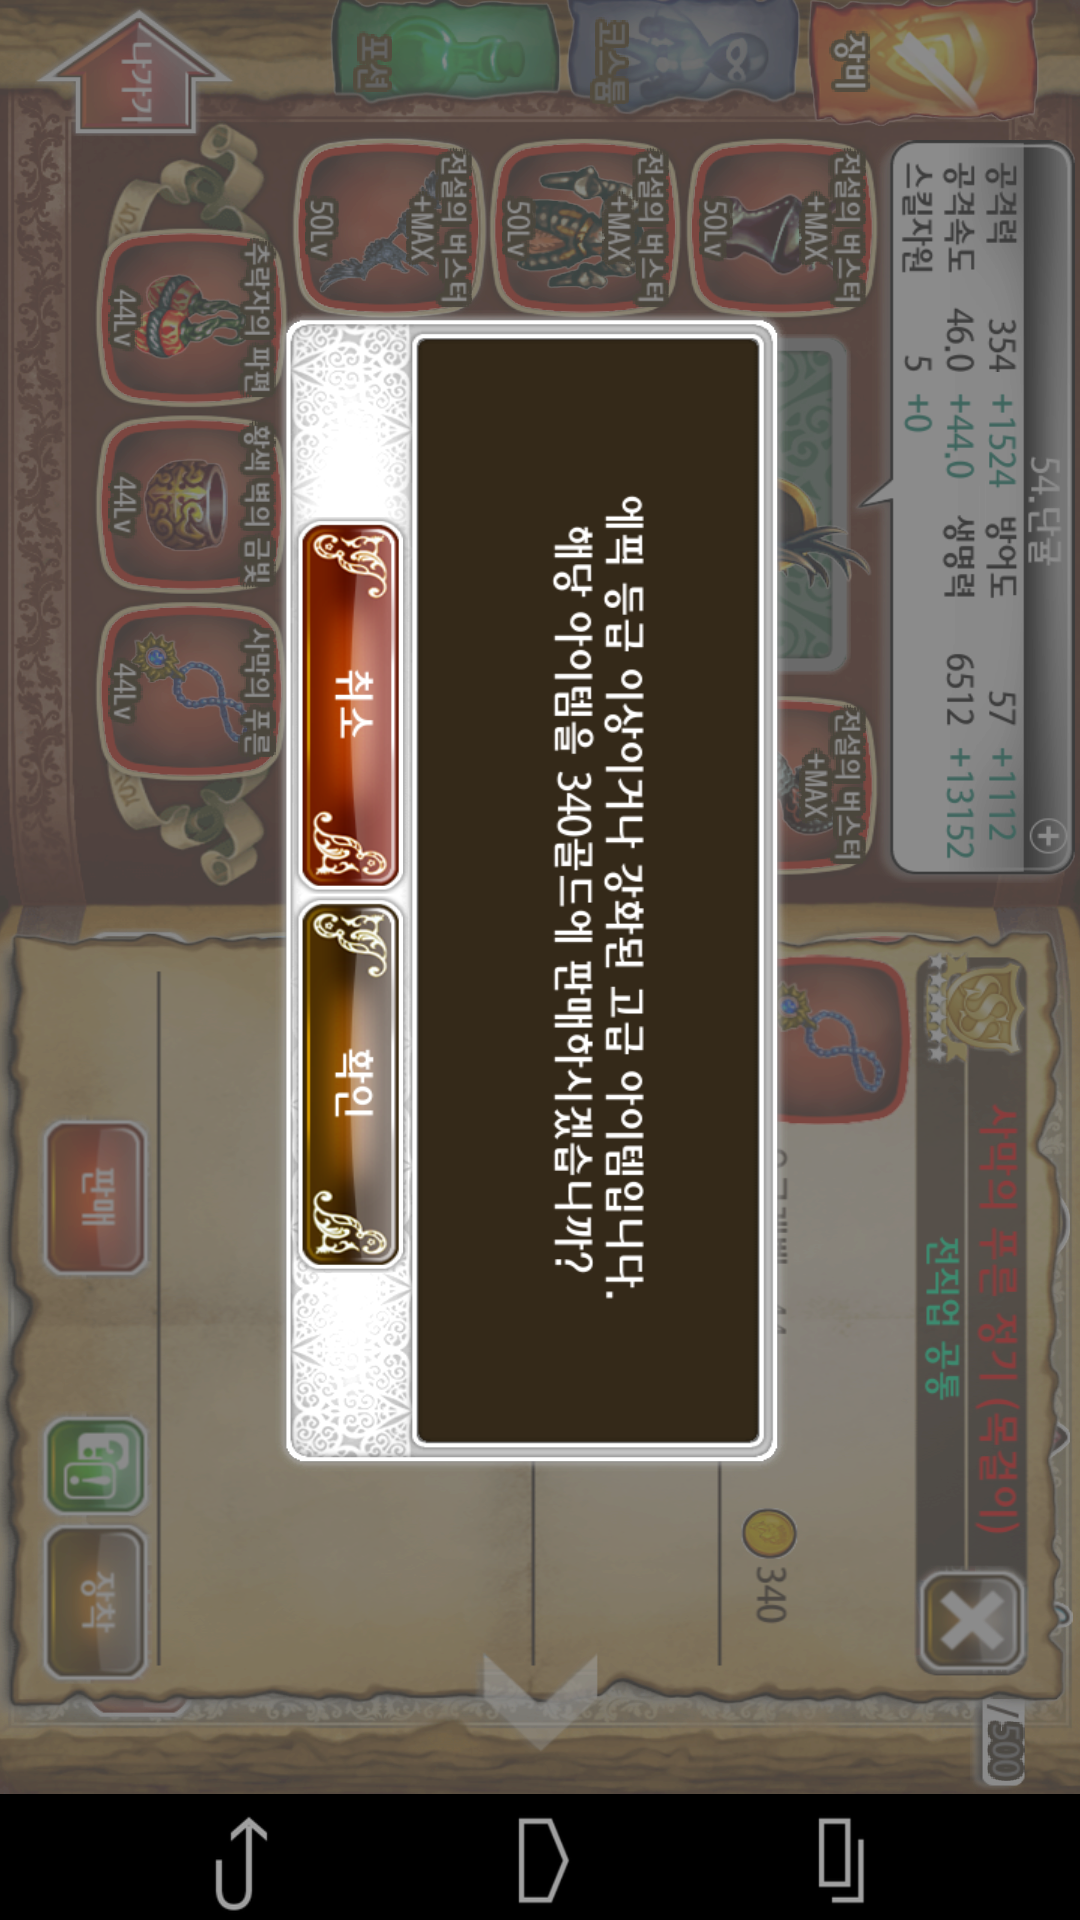 54.단귤
공격력 354 +1524 방어도 57 +1112
공격속도 46.0 +44.0 생명력 6512 +13152
스킬자원 5 +0
장비
코스튬
포션
나가기
전설의 버스터
+MAX
50Lv
전설의 버스터
+MAX
50Lv
전설의 버스터
+MAX
50Lv
전설의 버스터
+MAX
추락자의 파편
44Lv
황색 벽의 금빛
44Lv
사막의 푸른
44Lv
에픽 등급 이상이거나 강화된 고급 아이템입니다.
해당 아이템을 340골드에 판매하시겠습니까?
취소
확인
사막의 푸른 정기 (목걸이)
전직업 공통
340
판매
장착
/500